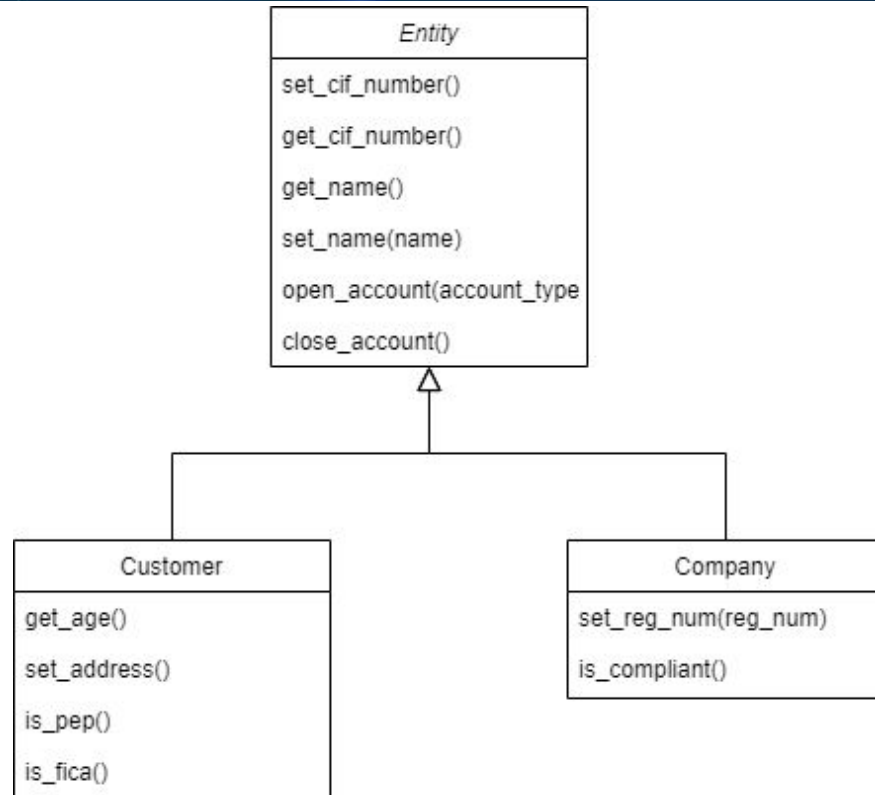 Entity
set_cif_number()
get_cif_number()
get_name()
set_name(name)
open_account(account_type
close_account()
Customer
get_age()
set_address()
is_pep()
is_fica()
Company
set_reg_num(reg_num)
is_compliant()